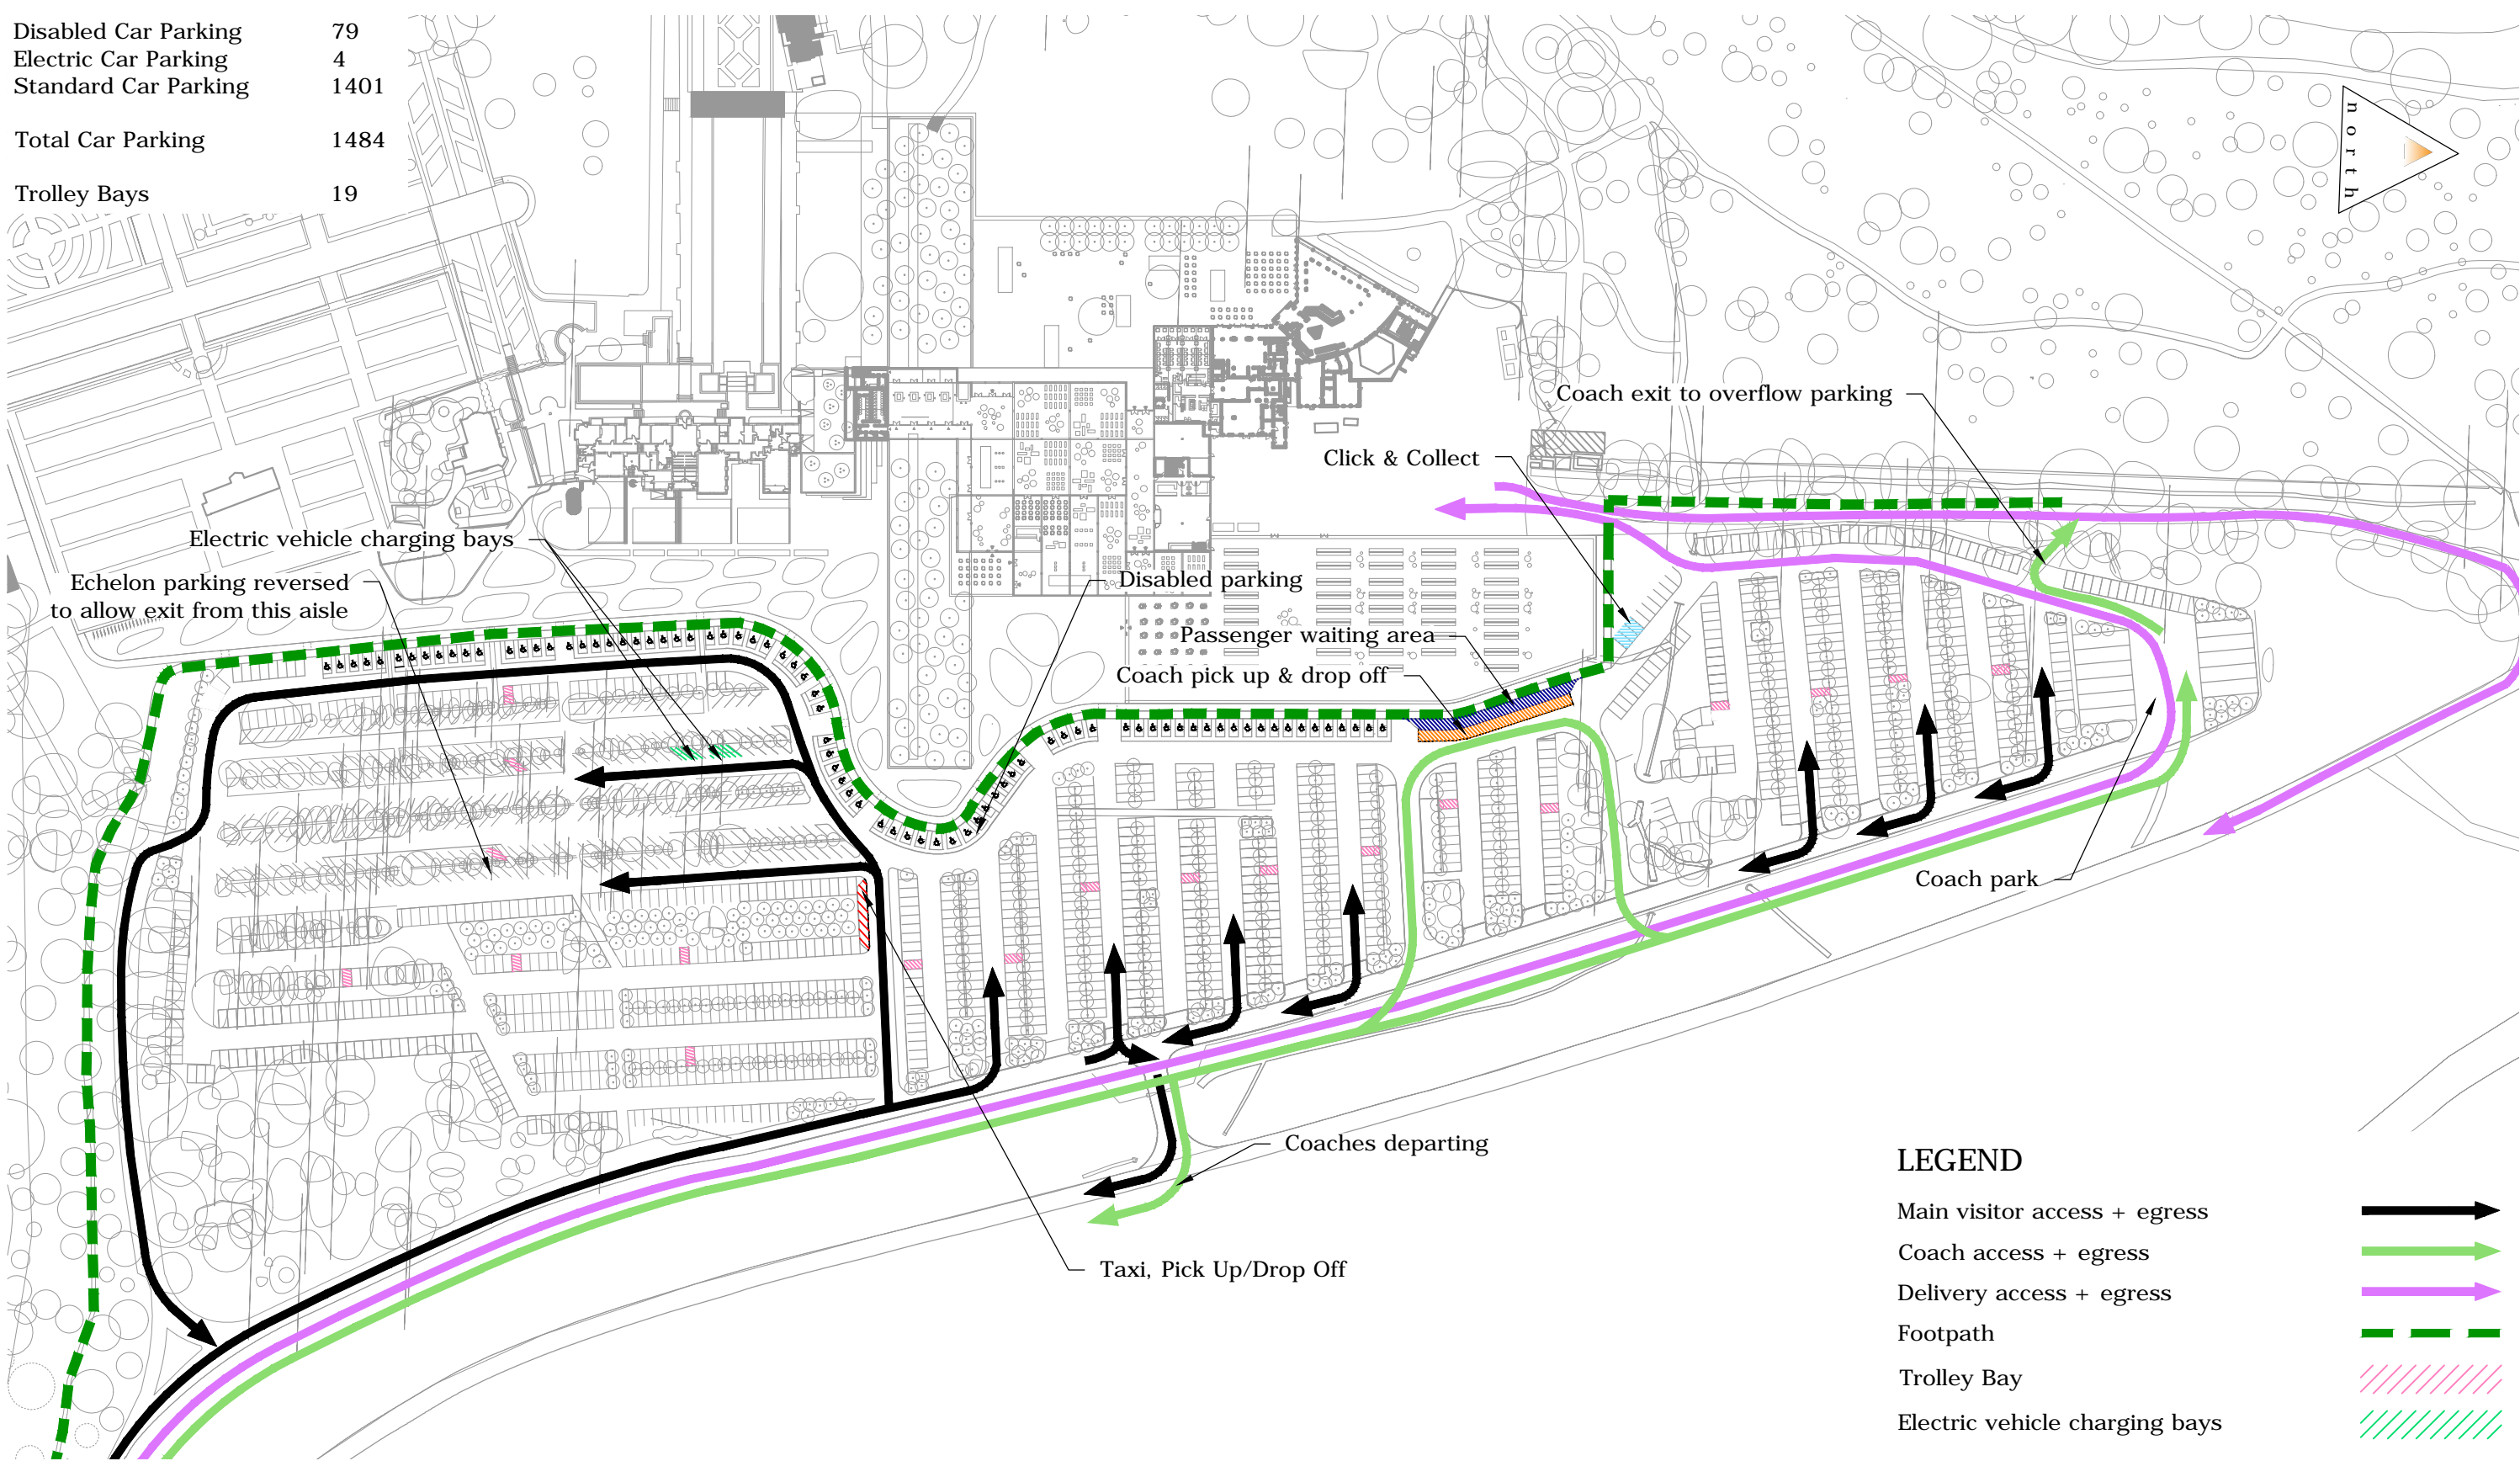 Disabled Car Parking 79
Electric Car Parking 4
Standard Car Parking 1401
Total Car Parking 1484
Trolley Bays 19
north
Coach exit to overflow parking
Click & Collect
Electric vehicle charging bays
Echelon parking reversed
to allow exit from this aisle
Disabled parking
Passenger waiting area
Coach pick up & drop off
Coach park
Coaches departing
Taxi, Pick Up/Drop Off
LEGEND
Main visitor access + egress
Coach access + egress
Delivery access + egress
Footpath
Trolley Bay
Electric vehicle charging bays